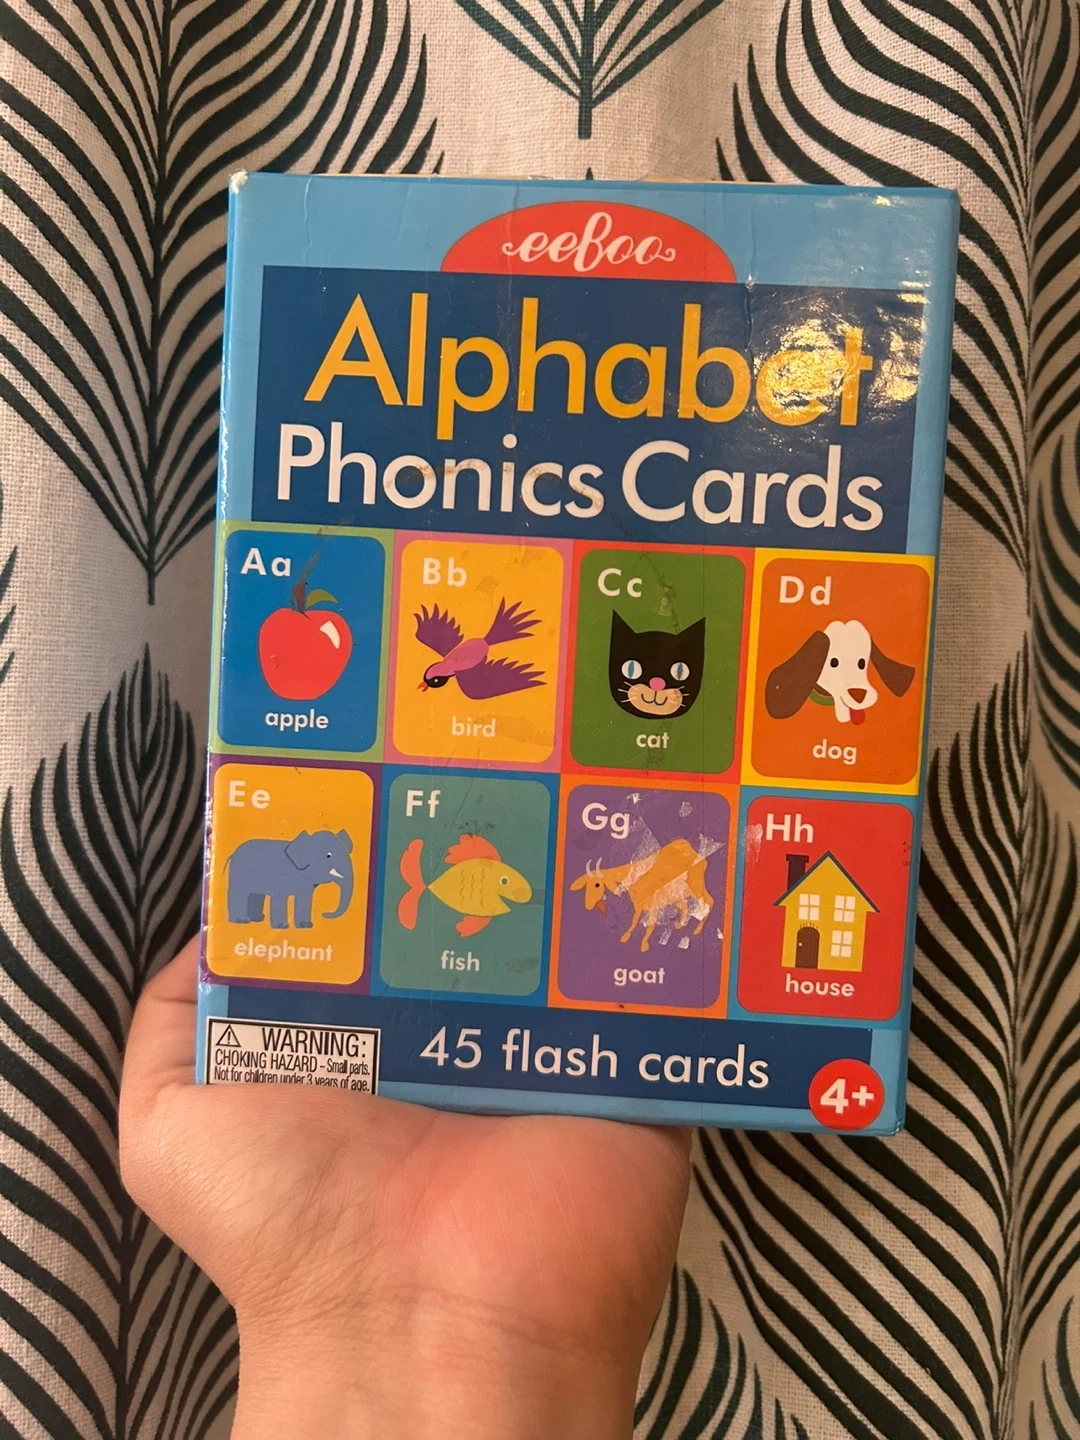 eeboo
Alphabet
Phonics Cards
Aa
apple
Bb
bird
Cc
cat
Dd
dog
Ee
elephant
Ff
fish
Gg
goat
Hh
house
WARNING:
CHOKING HAZARD – Small parts.
Not for children under 3 years of age.
45 flash cards
4+